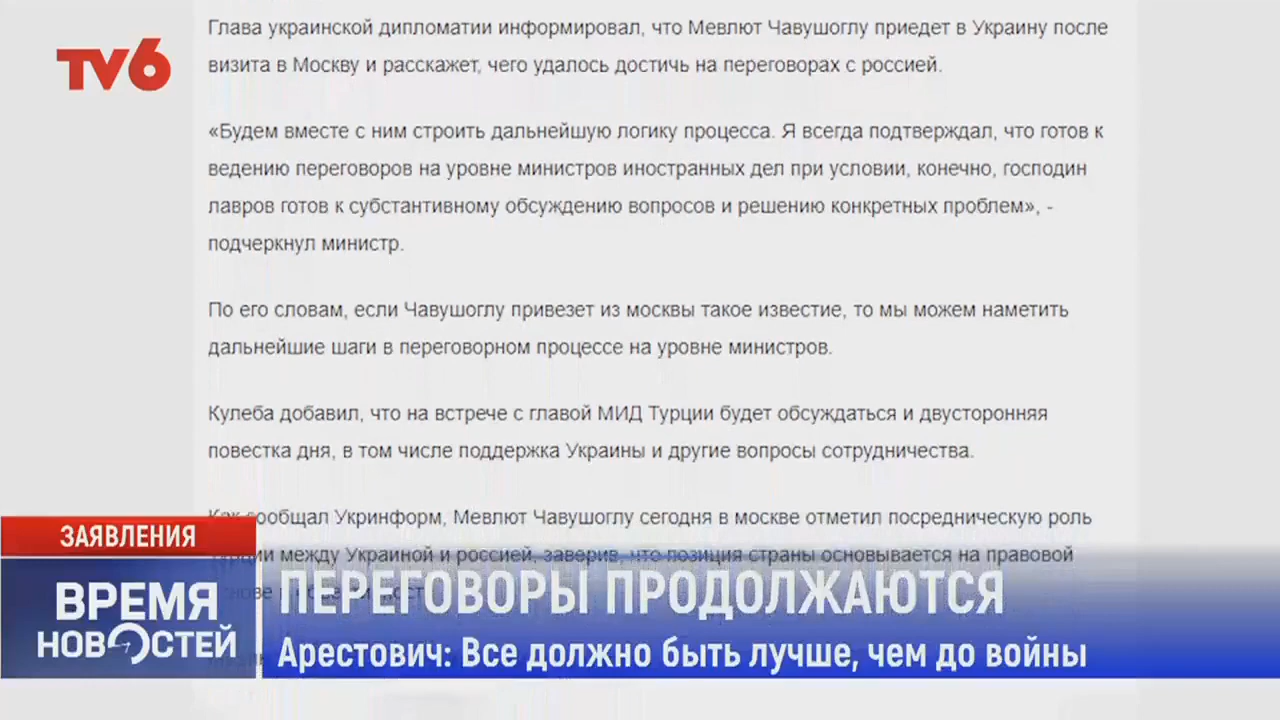 TV6
Глава украинской дипломатии информировал, что Мевлют Чавушоглу приедет в Украину после
визита в Москву и расскажет, чего удалось достичь на переговорах с россией.
«Будем вместе с ним строить дальнейшую логику процесса. Я всегда подтверждал, что готов к
ведению переговоров на уровне министров иностранных дел при условии, конечно, господин
лавров готов к субстантивному обсуждению вопросов и решению конкретных проблем», -
подчеркнул министр.
По его словам, если Чавушоглу привезет из москвы такое известие, то мы можем наметить
дальнейшие шаги в переговорном процессе на уровне министров.
Кулеба добавил, что на встрече с главой МИД Турции будет обсуждаться и двусторонняя
повестка дня, в том числе поддержка Украины и другие вопросы сотрудничества.
Как сообщал Укринформ, Мевлют Чавушоглу сегодня в москве отметил посредническую роль
между Украиной и россией, заверив, что позиция страны основывается на правовой
ЗАЯВЛЕНИЯ
ВРЕМЯ
НОВОСТЕЙ
ПЕРЕГОВОРЫ ПРОДОЛЖАЮТСЯ
Арестович: Все должно быть лучше, чем до войны